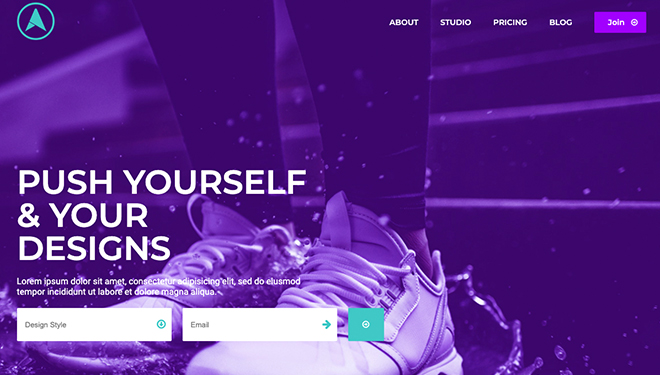 ABOUT STUDIO PRICING BLOG Join
PUSH YOURSELF
& YOUR
DESIGNS
Lorem ipsum dolor sit amet, consectetur adipisicing elit, sed do eiusmod
tempor incididunt ut labore et dolore magna aliqua.
Design Style Email